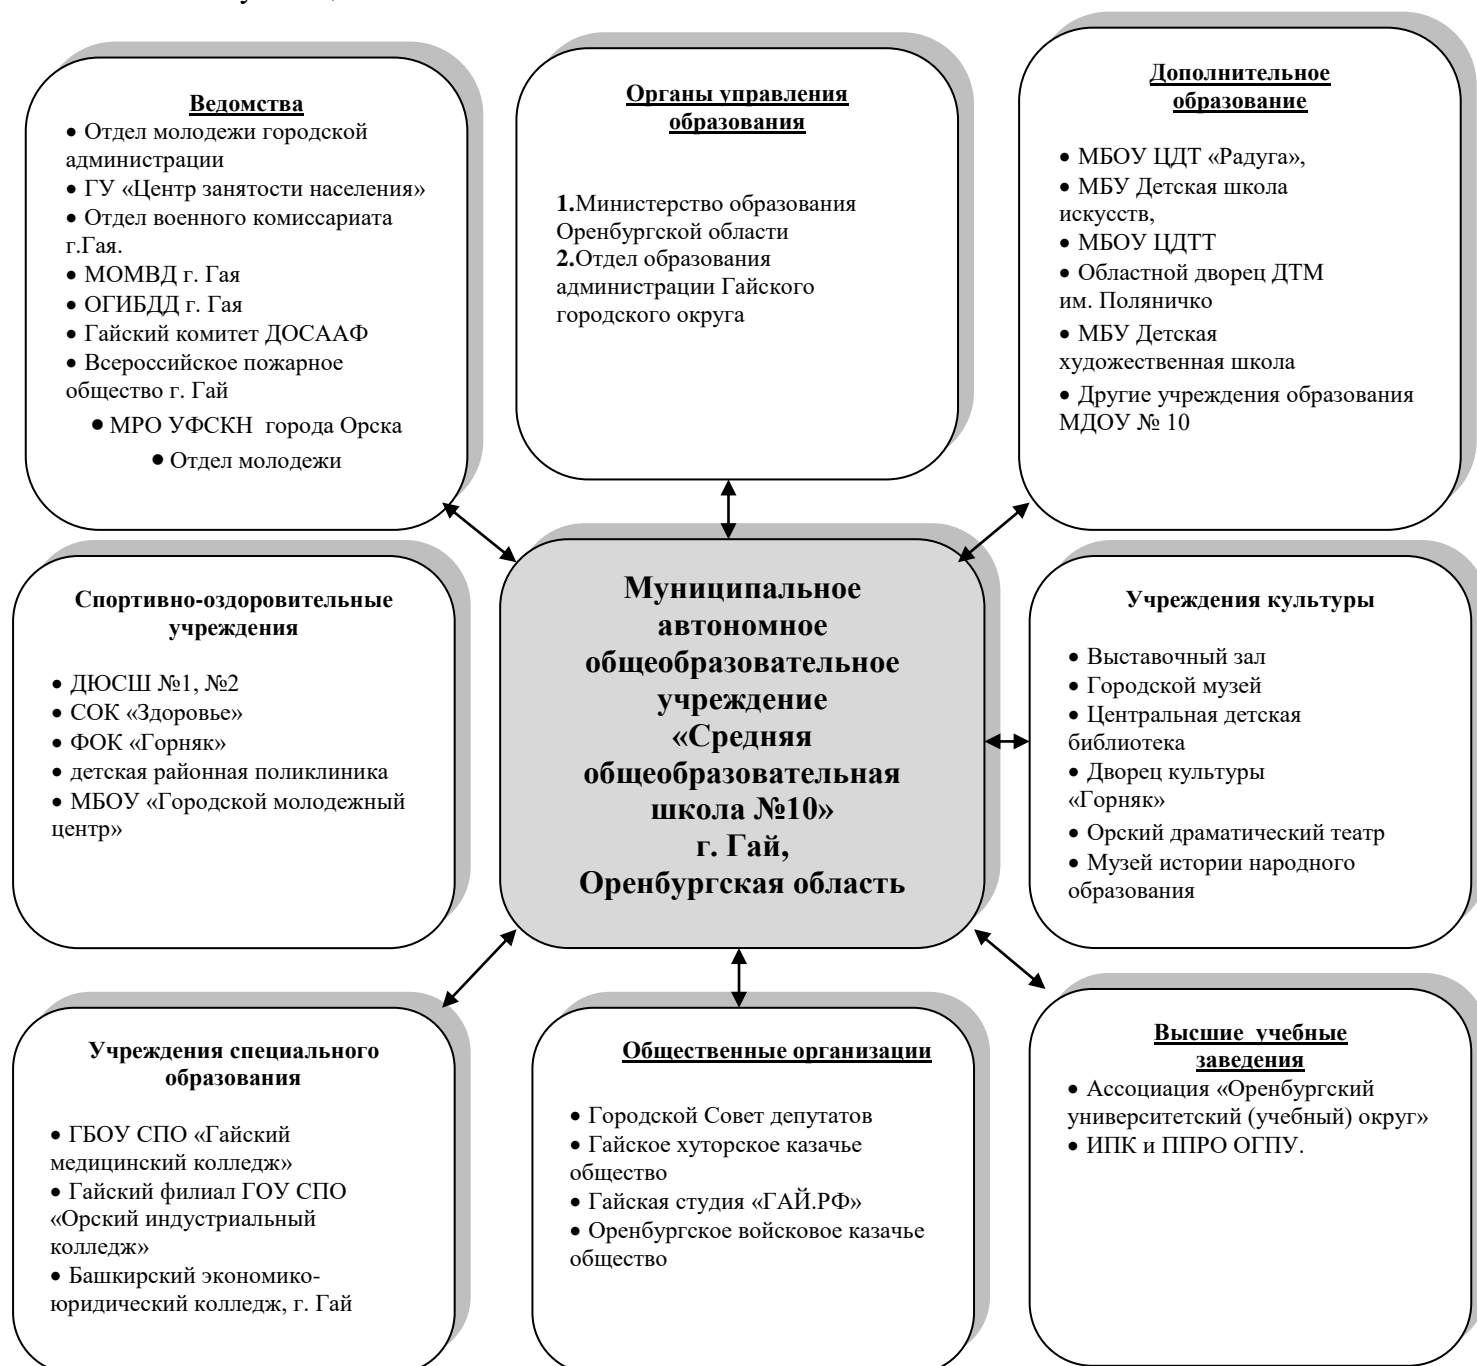 Ведомства
• Отдел молодежи городской
администрации
• ГУ «Центр занятости населения»
• Отдел военного комиссариата
г.Гая.
• МОМВД г. Гая
• ОГИБДД г. Гая
• Гайский комитет ДОСААФ
• Всероссийское пожарное
общество г. Гай
• МРО УФСКН города Орска
• Отдел молодежи
Органы управления
образования
1.Министерство образования
Оренбургской области
2.Отдел образования
администрации Гайского
городского округа
Дополнительное
образование
• МБОУ ЦДТ «Радуга»,
• МБУ Детская школа
искусств,
• МБОУ ЦДТТ
• Областной дворец ДТМ
им. Поляничко
• МБУ Детская
художественная школа
• Другие учреждения образования
МДОУ № 10
Спортивно-оздоровительные
учреждения
• ДЮСШ №1, №2
• СОК «Здоровье»
• ФОК «Горняк»
• детская районная поликлиника
• МБОУ «Городской молодежный
центр»
Муниципальное
автономное
общеобразовательное
учреждение
«Средняя
общеобразовательная
школа №10»
г. Гай,
Оренбургская область
Учреждения культуры
• Выставочный зал
• Городской музей
• Центральная детская
библиотека
• Дворец культуры
«Горняк»
• Орский драматический театр
• Музей истории народного
образования
Учреждения специального
образования
• ГБОУ СПО «Гайский
медицинский колледж»
• Гайский филиал ГОУ СПО
«Орский индустриальный
колледж»
• Башкирский экономико-
юридический колледж, г. Гай
Общественные организации
• Городской Совет депутатов
• Гайское хуторское казачье
общество
• Гайская студия «ГАЙ.РФ»
• Оренбургское войсковое казачье
общество
Высшие учебные
заведения
• Ассоциация «Оренбургский
университетский (учебный) округ»
• ИПК и ППРО ОГПУ.